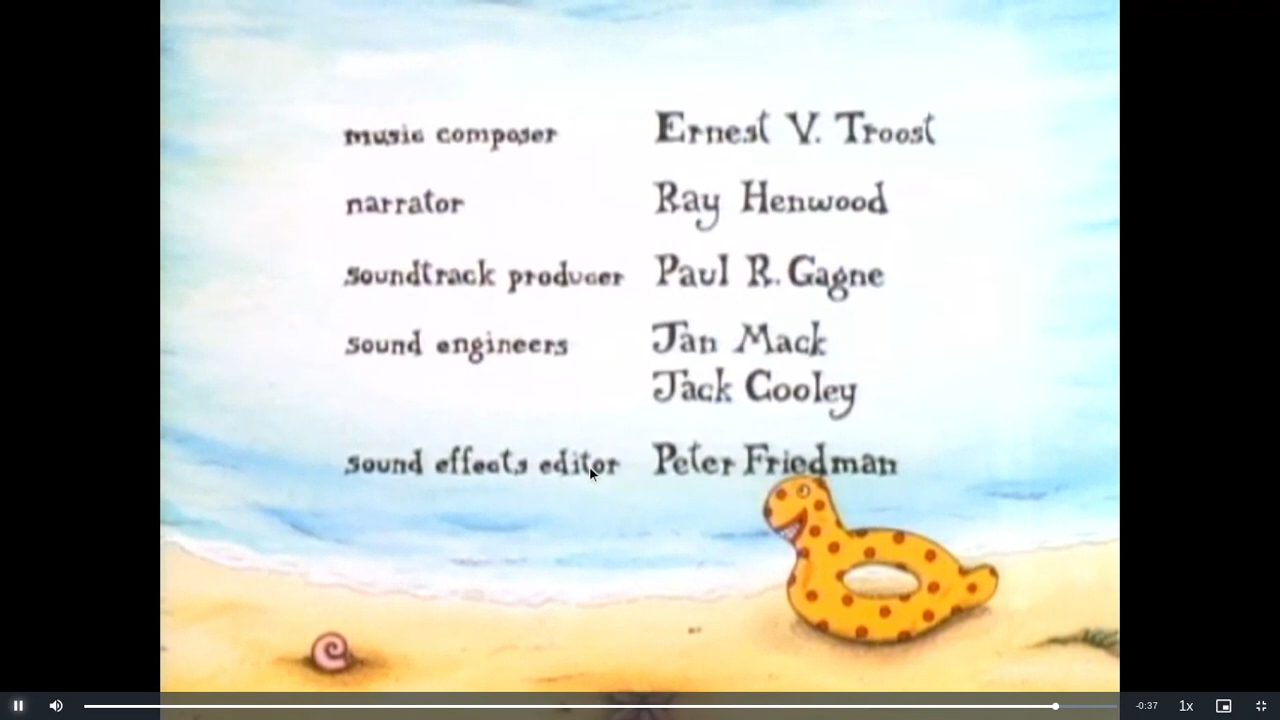 music composer Ernest V. Troost
narrator Ray Henwood
soundtrack producer Paul R. Gagne
sound engineers Jan Mack
Jack Cooley
sound effects editor Peter Friedman
-0:37 1x